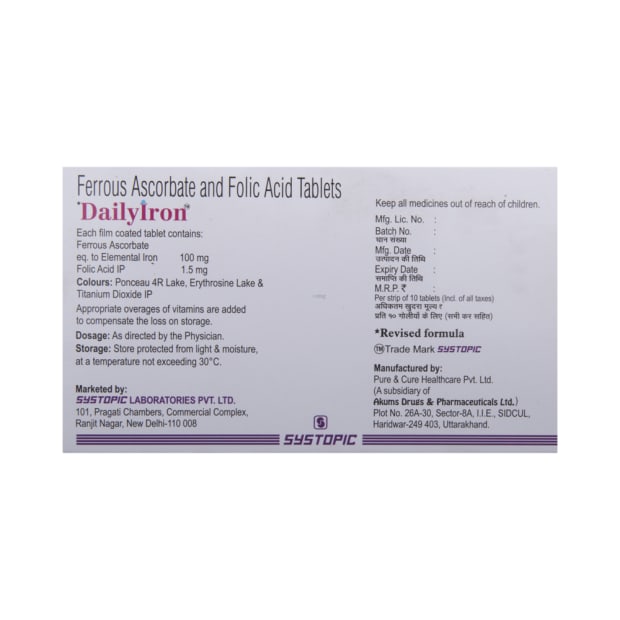 Ferrous Ascorbate and Folic Acid Tablets
*DailyIron™
Each film coated tablet contains:
Ferrous Ascorbate
eq. to Elemental Iron 100 mg
Folic Acid IP 1.5 mg
Colours: Ponceau 4R Lake, Erythrosine Lake &
Titanium Dioxide IP
Appropriate overages of vitamins are added
to compensate the loss on storage.
Dosage: As directed by the Physician.
Storage: Store protected from light & moisture,
at a temperature not exceeding 30°C.
Marketed by:
SYSTOPIC LABORATORIES PVT. LTD.
101, Pragati Chambers, Commercial Complex,
Ranjit Nagar, New Delhi-110 008
Keep all medicines out of reach of children.
Mfg. Lic. No. :
Batch No. :
घान संख्या
Mfg. Date :
उत्पादन की तिथि
Expiry Date :
समाप्ति की तिथि
M.R.P. ₹ :
Per strip of 10 tablets (Incl. of all taxes)
अधिकतम खुदरा मूल्य र
प्रति १० गोलीयों के लिए (सभी कर सहित)
*Revised formula
TM Trade Mark SYSTOPIC
Manufactured by:
Pure & Cure Healthcare Pvt. Ltd.
(A subsidiary of
Akums Drugs & Pharmaceuticals Ltd.)
Plot No. 26A-30, Sector-8A, I.I.E., SIDCUL,
Haridwar-249 403, Uttarakhand.
S
SYSTOPIC